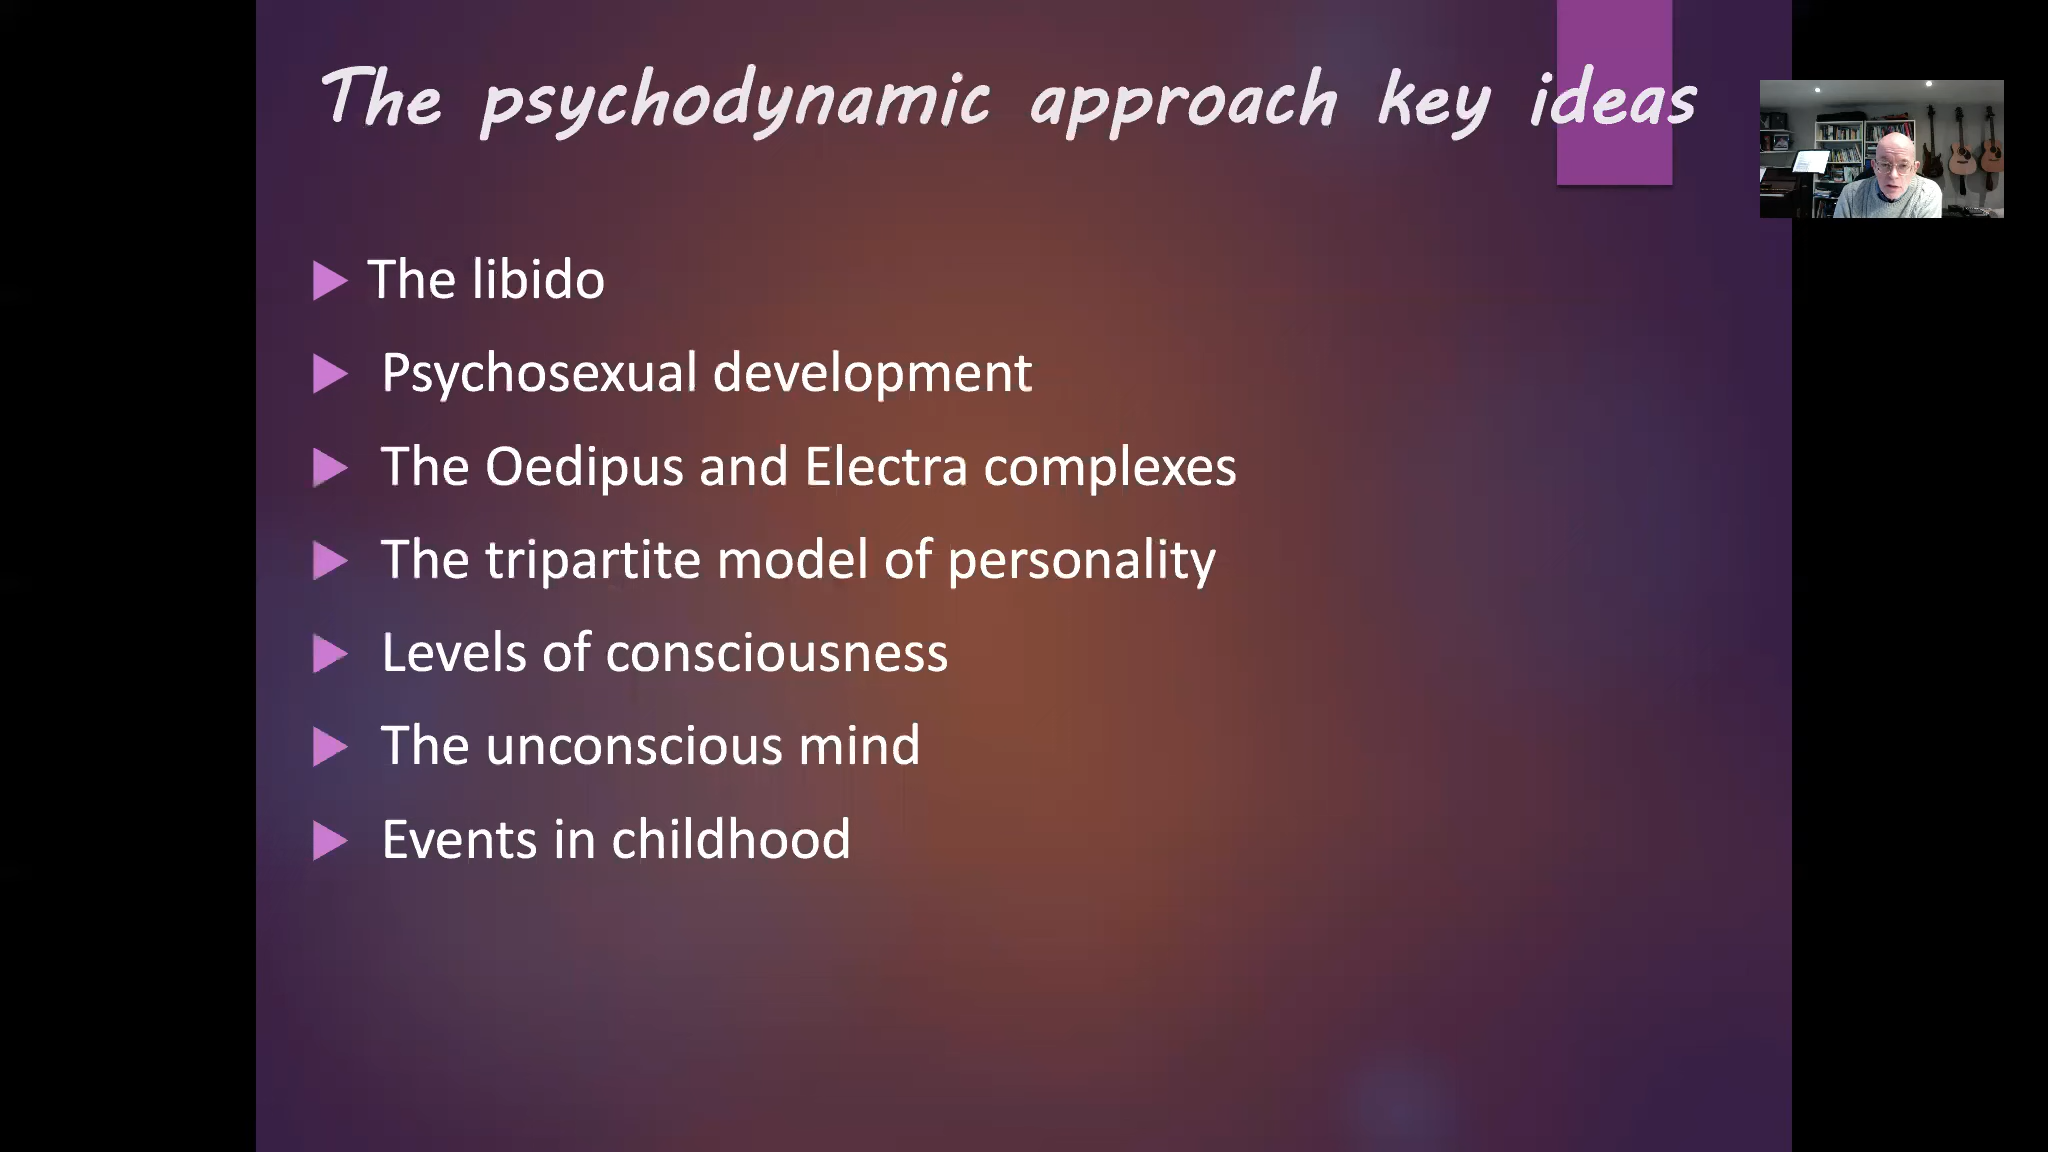 The psychodynamic approach key ideas
The libido
Psychosexual development
The Oedipus and Electra complexes
The tripartite model of personality
Levels of consciousness
The unconscious mind
Events in childhood